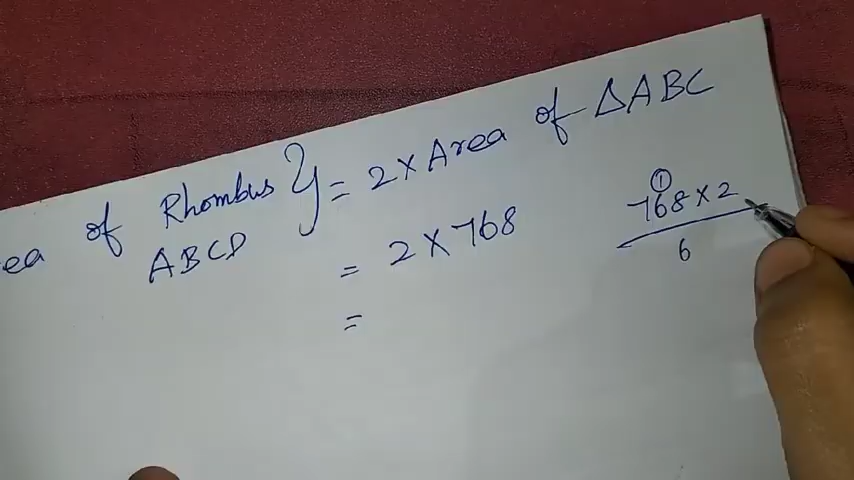 ea of Rhombus } = 2 × Area of ΔABC
ABCD
= 2 × 768
=
①
768 × 2
6